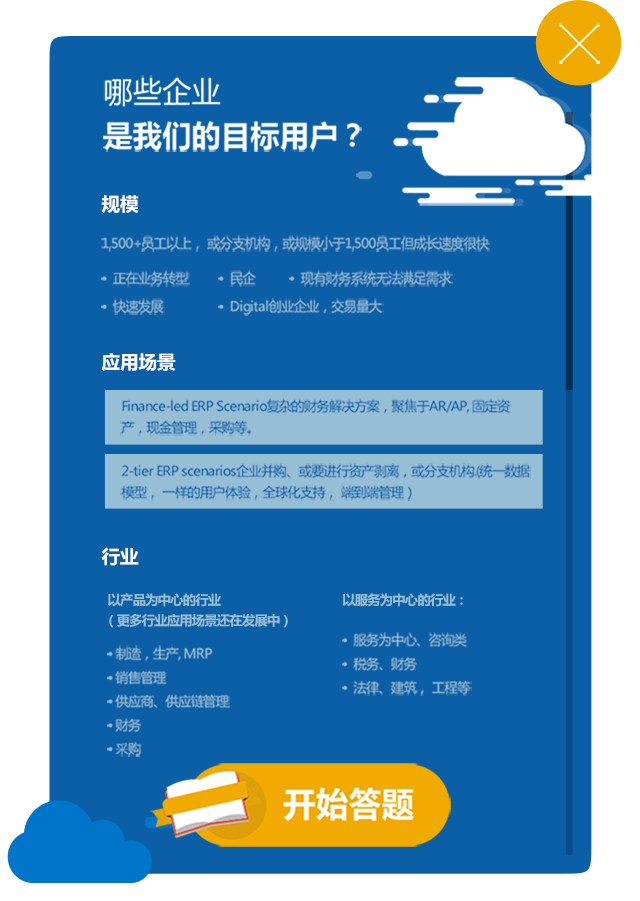 哪些企业
是我们的目标用户？
规模
1,500+员工以上，或分支机构，或规模小于1,500员工但成长速度很快
• 正在业务转型 • 民企 • 现有财务系统无法满足需求
• 快速发展 • Digital创业企业，交易量大
应用场景
Finance-led ERP Scenario复杂的财务解决方案，聚焦于AR/AP, 固定资
产，现金管理，采购等。
2-tier ERP scenarios企业并购、或要进行资产剥离，或分支机构.(统一数据
模型， 一样的用户体验，全球化支持， 端到端管理）
行业
以产品为中心的行业
（更多行业应用场景还在发展中）
• 制造，生产, MRP
• 销售管理
• 供应商、供应链管理
• 财务
• 采购
以服务为中心的行业：
• 服务为中心、咨询类
• 税务、财务
• 法律、建筑， 工程等
开始答题